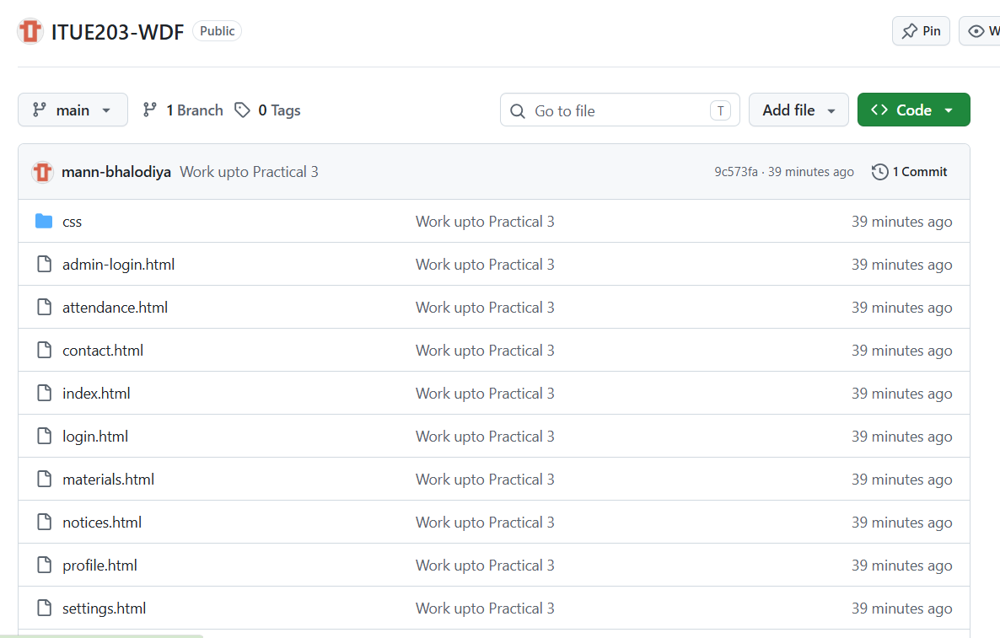 ITUE203-WDF Public Pin
main 1 Branch 0 Tags Go to file T Add file Code
mann-bhalodiya Work upto Practical 3 9c573fa · 39 minutes ago 1 Commit
css Work upto Practical 3 39 minutes ago
admin-login.html Work upto Practical 3 39 minutes ago
attendance.html Work upto Practical 3 39 minutes ago
contact.html Work upto Practical 3 39 minutes ago
index.html Work upto Practical 3 39 minutes ago
login.html Work upto Practical 3 39 minutes ago
materials.html Work upto Practical 3 39 minutes ago
notices.html Work upto Practical 3 39 minutes ago
profile.html Work upto Practical 3 39 minutes ago
settings.html Work upto Practical 3 39 minutes ago